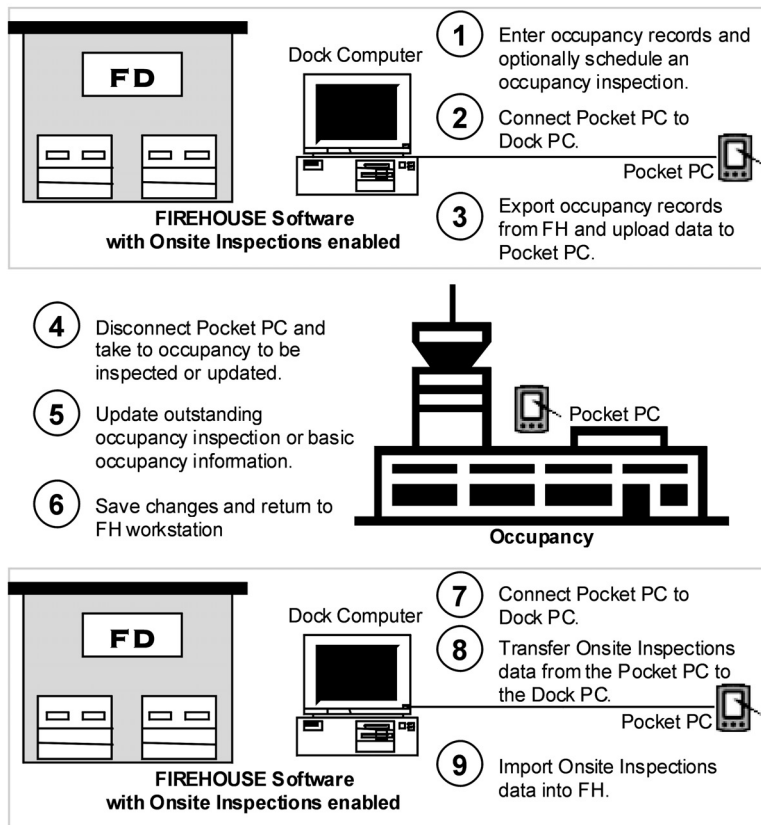 FD
Dock Computer
FIREHOUSE Software
with Onsite Inspections enabled
1
Enter occupancy records and
optionally schedule an
occupancy inspection.
2
Connect Pocket PC to
Dock PC.
Pocket PC
3
Export occupancy records
from FH and upload data to
Pocket PC.
4
Disconnect Pocket PC and
take to occupancy to be
inspected or updated.
5
Update outstanding
occupancy inspection or basic
occupancy information.
6
Save changes and return to
FH workstation
Pocket PC
Occupancy
FD
Dock Computer
FIREHOUSE Software
with Onsite Inspections enabled
7
Connect Pocket PC to
Dock PC.
8
Transfer Onsite Inspections
data from the Pocket PC to
the Dock PC.
Pocket PC
9
Import Onsite Inspections
data into FH.